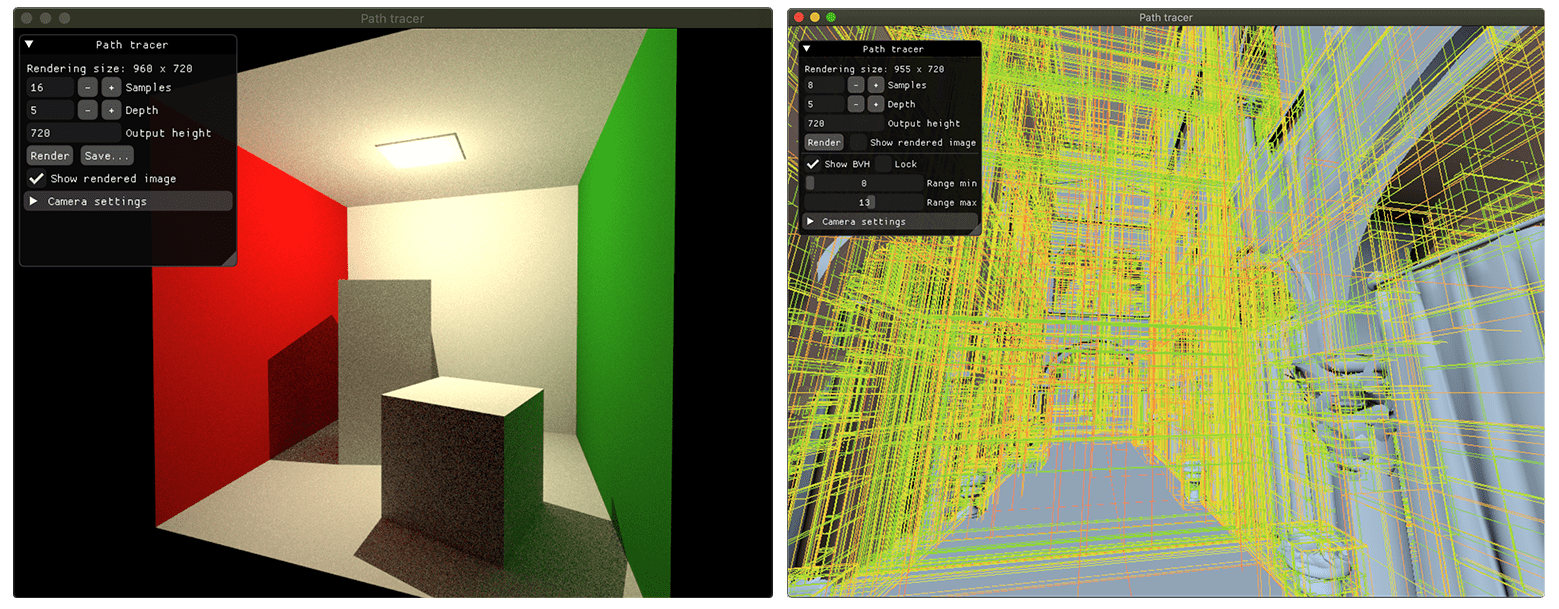 Path tracer
Path tracer
Rendering size: 960 x 720
16 - + Samples
5 - + Depth
720 Output height
Render Save...
Show rendered image
Camera settings
Path tracer
Path tracer
Rendering size: 955 x 720
8 - + Samples
5 - + Depth
720 Output height
Render Show rendered image
Show BVH Lock
0 Range min
13 Range max
Camera settings